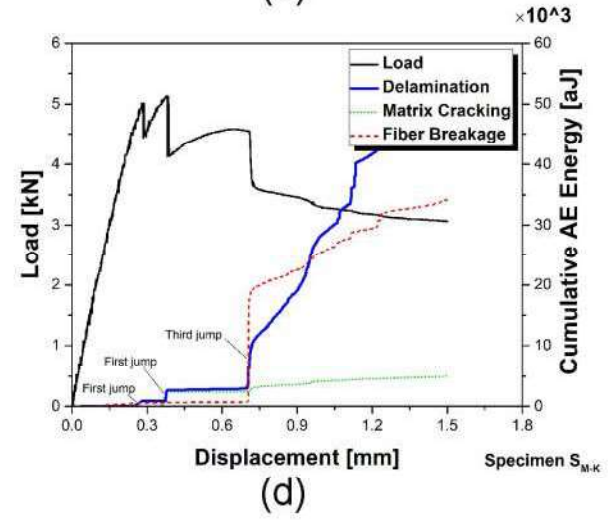 ×10^3
6
60
Load
Delamination
Matrix Cracking
Fiber Breakage
5
50
4
40
3
30
2
20
1
10
0
0
Load [kN]
Cumulative AE Energy [aJ]
Third jump
First jump
First jump
0.0 0.3 0.6 0.9 1.2 1.5 1.8
Displacement [mm]
Specimen S_M-K
(d)